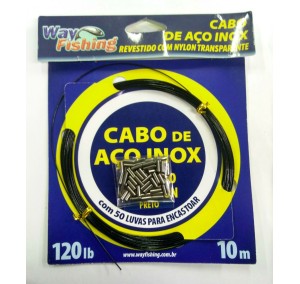 Way
Fishing
CABO
DE AÇO INOX
REVESTIDO COM NYLON TRANSPARENTE
CABO DE
AÇO INOX
PRETO
COM 50 LUVAS PARA ENCASTOAR
120 lb
10 m
www.wayfishing.com.br